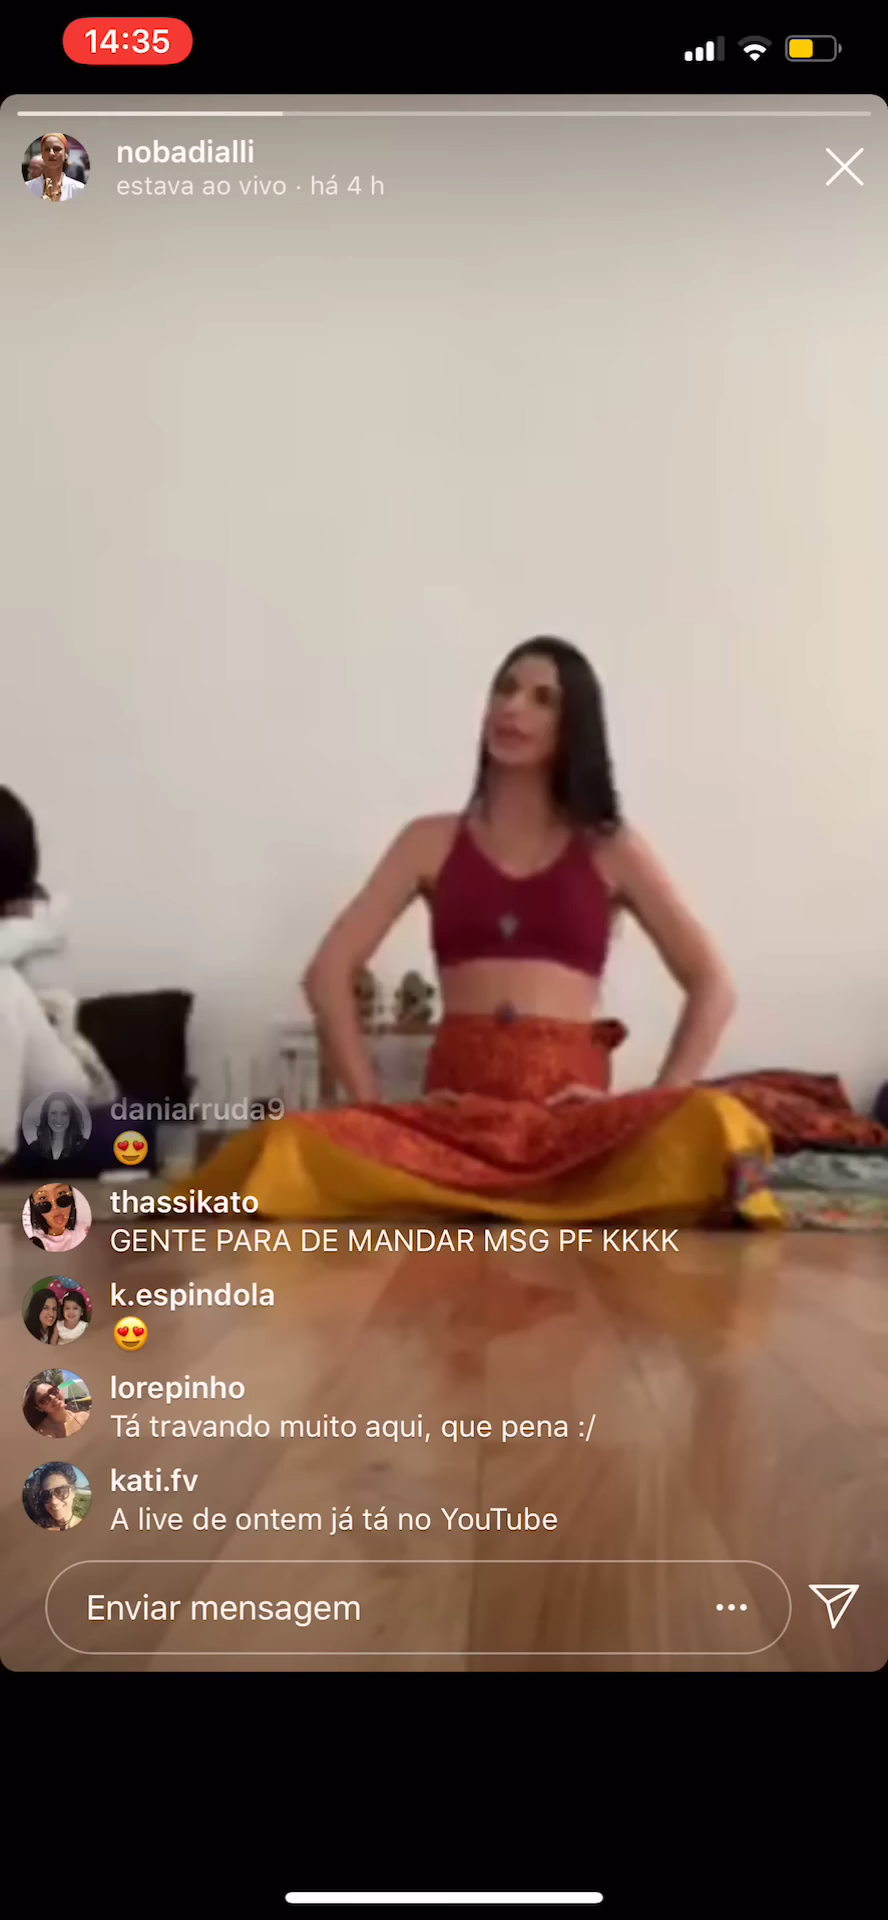 14:35
nobadialli
estava ao vivo · há 4 h
daniarruda9
😍
thassikato
GENTE PARA DE MANDAR MSG PF KKKK
k.espindola
😍
lorepinho
Tá travando muito aqui, que pena :/
kati.fv
A live de ontem já tá no YouTube
Enviar mensagem